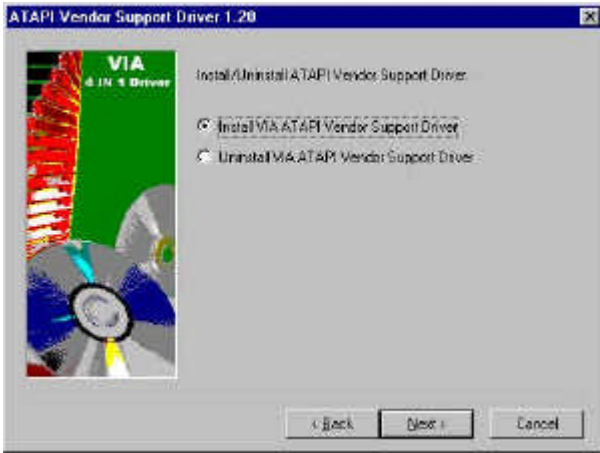 ATAPI Vendor Support Driver 1.20
VIA
4 IN 1 Driver
Install/Uninstall ATAPI Vendor Support Driver.
Install VIA ATAPI Vendor Support Driver
Uninstall VIA ATAPI Vendor Support Driver
< Back
Next >
Cancel